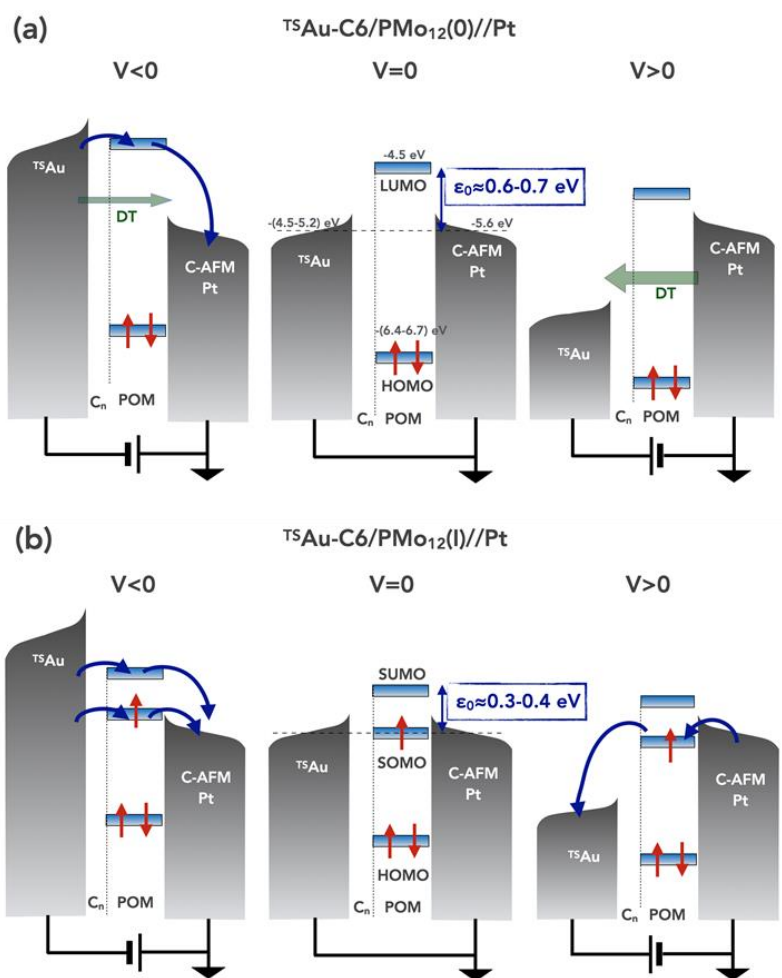 (a)
ᵀˢAu-C6/PMo₁₂(0)//Pt
V<0
V=0
V>0
ᵀˢAu
DT
C-AFM
Pt
Cₙ POM
-4.5 eV
LUMO
ε₀≈0.6-0.7 eV
-(4.5-5.2) eV
-5.6 eV
ᵀˢAu
C-AFM
Pt
-(6.4-6.7) eV
HOMO
Cₙ POM
C-AFM
Pt
DT
ᵀˢAu
Cₙ POM
(b)
ᵀˢAu-C6/PMo₁₂(I)//Pt
V<0
V=0
V>0
ᵀˢAu
C-AFM
Pt
Cₙ POM
SUMO
ε₀≈0.3-0.4 eV
ᵀˢAu
SOMO
C-AFM
Pt
HOMO
Cₙ POM
C-AFM
Pt
ᵀˢAu
Cₙ POM